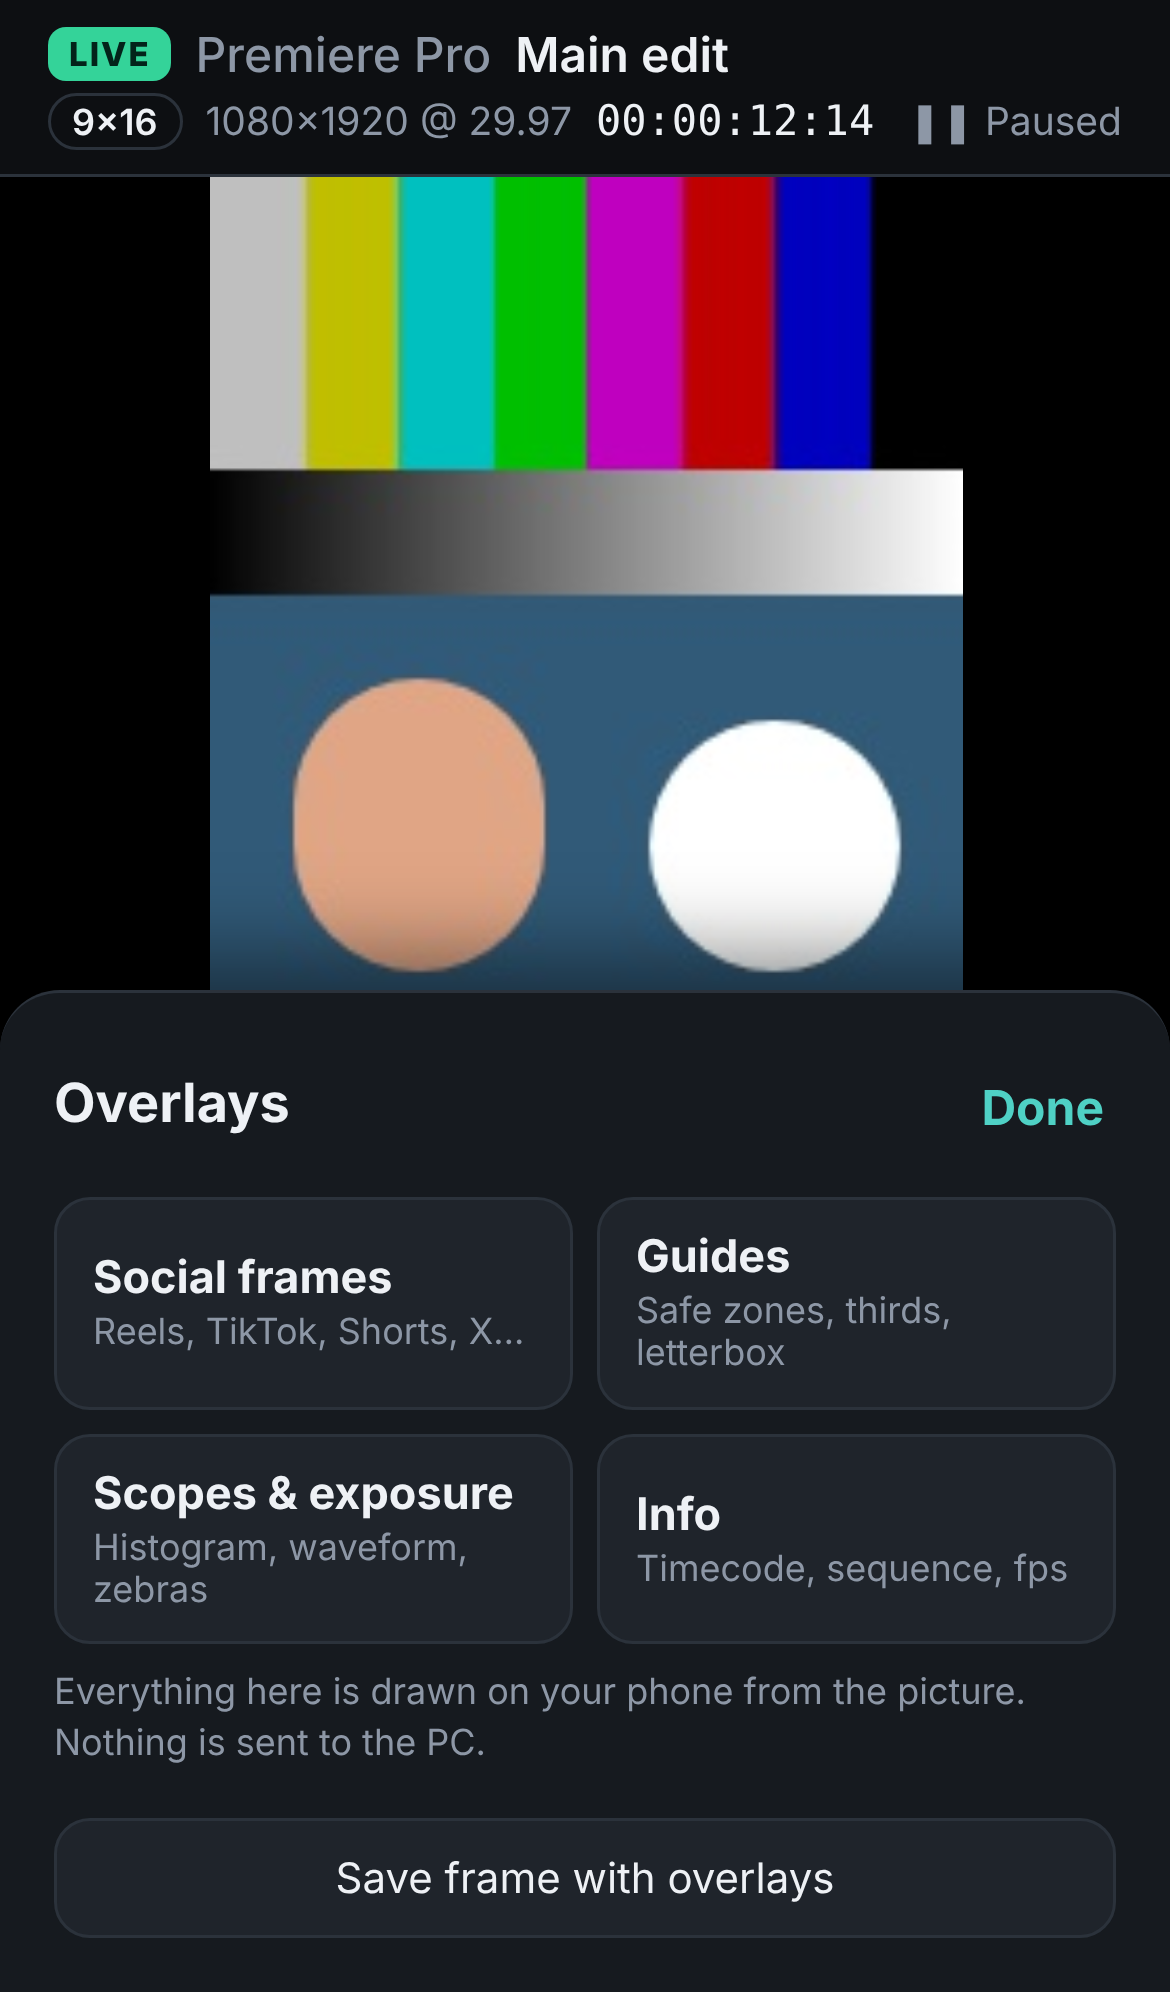 LIVE Premiere Pro Main edit
9×16 1080×1920 @ 29.97 00:00:12:14 ❚❚ Paused
Overlays
Done
Social frames
Reels, TikTok, Shorts, X…
Guides
Safe zones, thirds,
letterbox
Scopes & exposure
Histogram, waveform,
zebras
Info
Timecode, sequence, fps
Everything here is drawn on your phone from the picture.
Nothing is sent to the PC.
Save frame with overlays